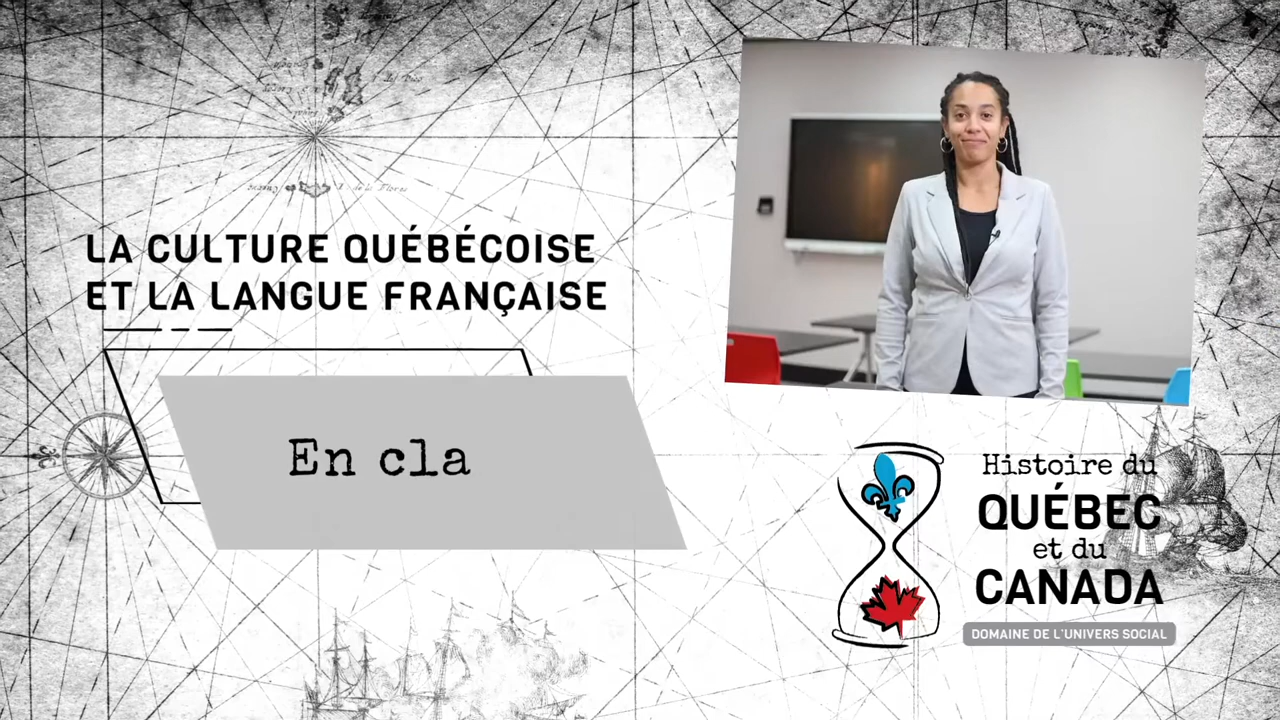 LA CULTURE QUÉBÉCOISE
ET LA LANGUE FRANÇAISE
En cla
Histoire du
QUÉBEC
et du
CANADA
DOMAINE DE L'UNIVERS SOCIAL